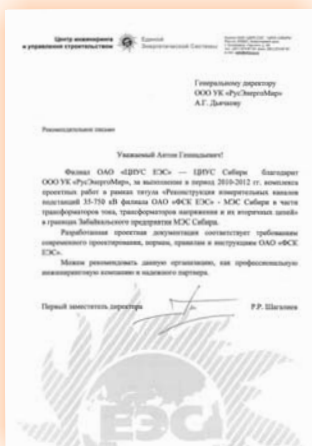 Центр инжиниринга
и управления строительством
Единой
Энергетической Системы
Генеральному директору
ООО УК «РусЭнергоМир»
А.Г. Дьячкову
Рекомендательное письмо
Уважаемый Антон Геннадьевич!
Филиал ОАО «ЦИУС ЕЭС» — ЦИУС Сибири благодарит
ООО УК «РусЭнергоМир», за выполнение в период 2010-2012 гг. комплекса
проектных работ в рамках титула «Реконструкция измерительных каналов
подстанций 35-750 кВ филиала ОАО «ФСК ЕЭС» - МЭС Сибири в части
трансформаторов тока, трансформаторов напряжения и их вторичных цепей»
в границах Забайкальского предприятия МЭС Сибири.
Разработанная проектная документация соответствует требованиям
современного проектирования, нормам, правилам и инструкциям ОАО «ФСК
ЕЭС».
Можем рекомендовать данную организацию, как профессиональную
инжиниринговую компанию и надежного партнера.
Первый заместитель директора
Р.Р. Шагалиев
ЕЭС